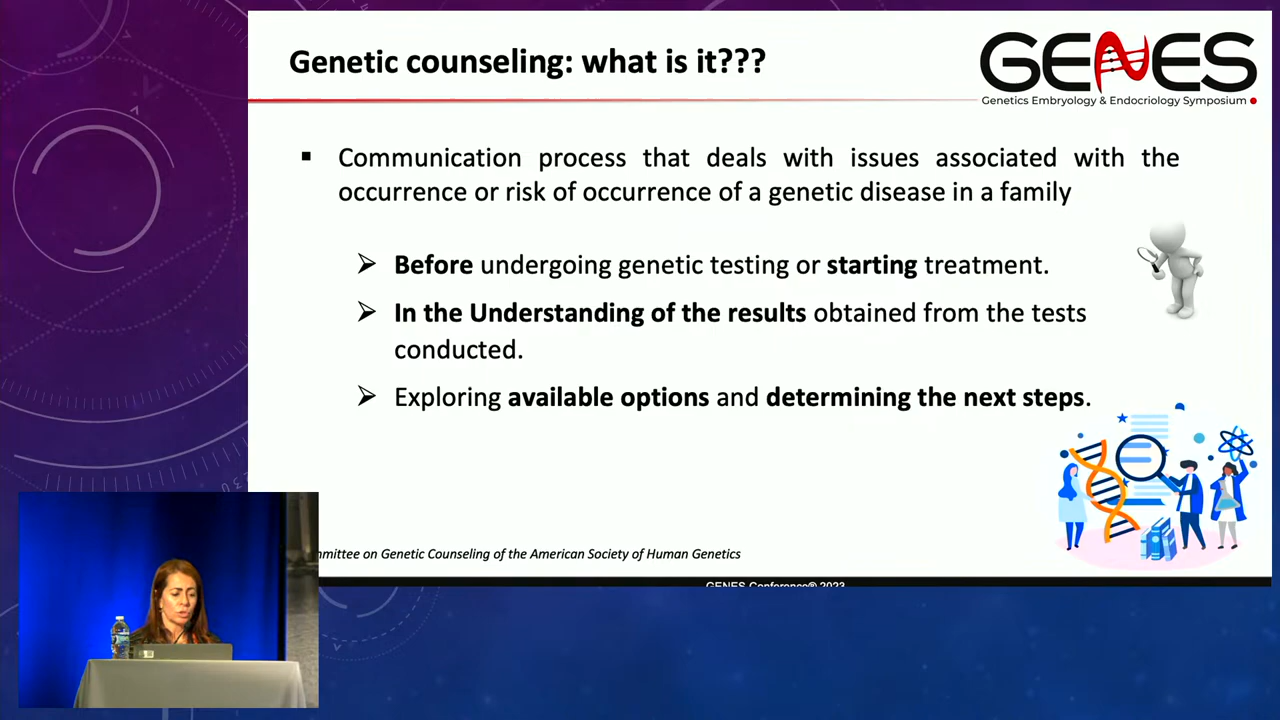 Genetic counseling: what is it???
GENES
Genetics Embryology & Endocriology Symposium
Communication process that deals with issues associated with the
occurrence or risk of occurrence of a genetic disease in a family
Before undergoing genetic testing or starting treatment.
In the Understanding of the results obtained from the tests
conducted.
Exploring available options and determining the next steps.
on Genetic Counseling of the American Society of Human Genetics
GENES Conference® 2023